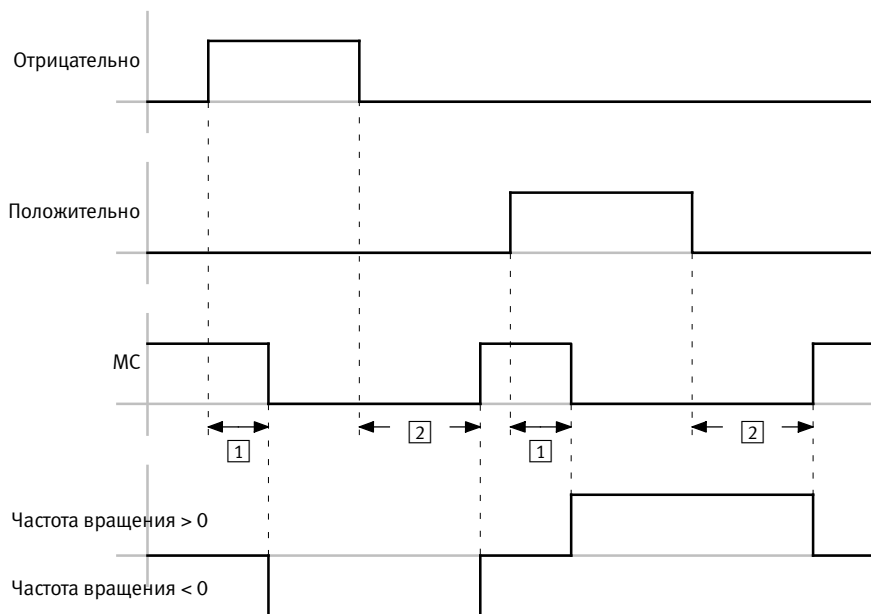 Отрицательно
Положительно
MC
1
2
1
2
Частота вращения > 0
Частота вращения < 0